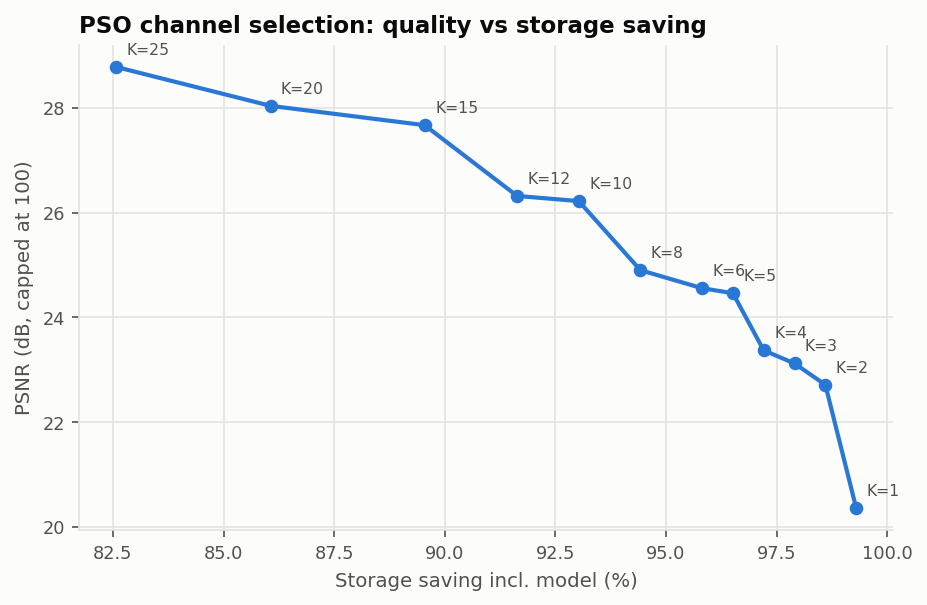 PSO channel selection: quality vs storage saving
K=25
K=20
K=15
K=12
K=10
K=8
K=6
K=5
K=4
K=3
K=2
K=1
28
26
24
22
20
PSNR (dB, capped at 100)
82.5 85.0 87.5 90.0 92.5 95.0 97.5 100.0
Storage saving incl. model (%)